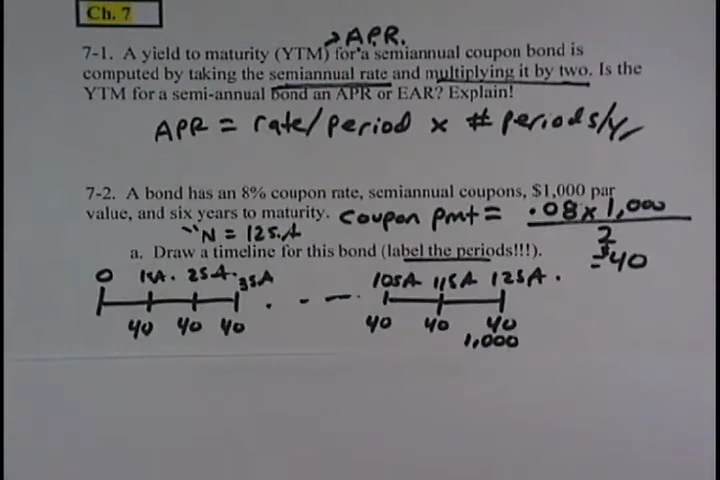 Ch. 7
→ APR.
7-1. A yield to maturity (YTM) for a semiannual coupon bond is
computed by taking the semiannual rate and multiplying it by two. Is the
YTM for a semi-annual bond an APR or EAR? Explain!
APR = rate/period x # periods/yr
7-2. A bond has an 8% coupon rate, semiannual coupons, $1,000 par
value, and six years to maturity. coupon pmt = .08 x 1,000
N = 12 S.A 2
a. Draw a timeline for this bond (label the periods!!!). = $40
0 1SA. 2SA. 3SA 10SA 11SA 12SA.
40 40 40 40 40 40
1,000